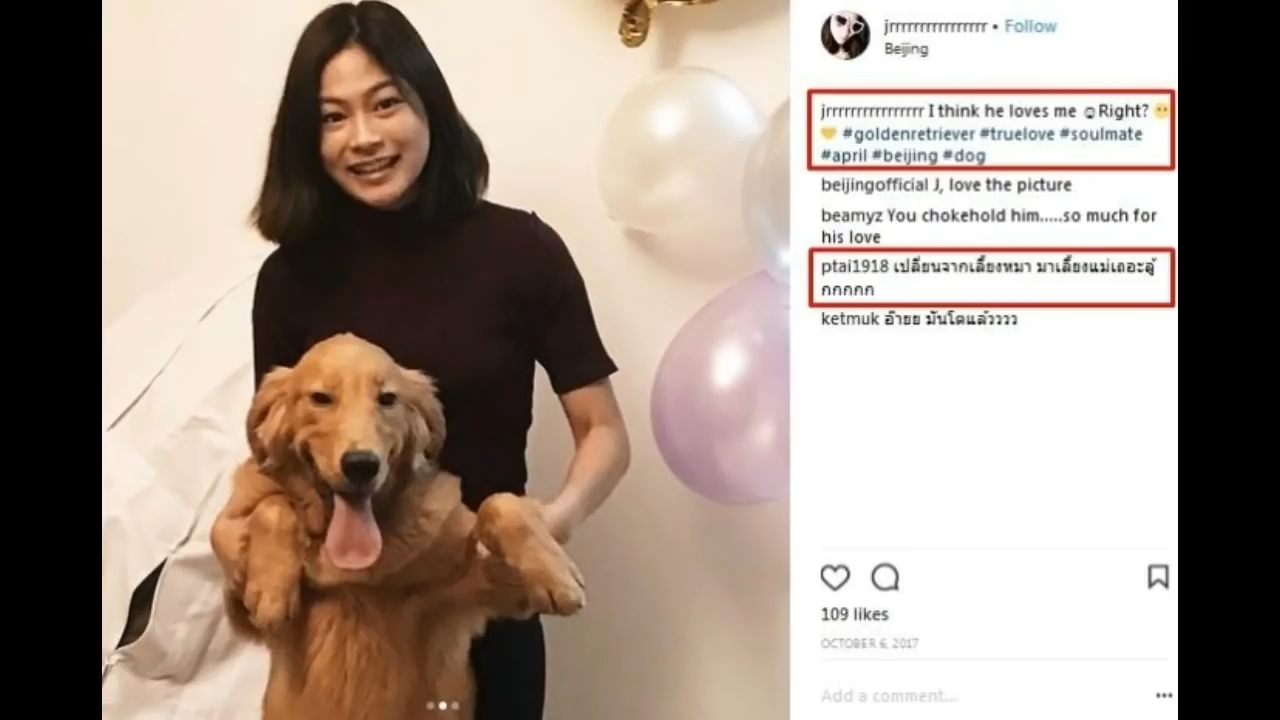 jrrrrrrrrrrrrrrrr • Follow
Beijing
jrrrrrrrrrrrrrrrr I think he loves me ☺Right? 😬
💛 #goldenretriever #truelove #soulmate
#april #beijing #dog
beijingofficial J, love the picture
beamyz You chokehold him.....so much for
his love
ptai1918 เปลี่ยนจากเลี้ยงหมา มาเลี้ยงแม่เถอะลู้
กกกกก
ketmuk อ๊ายย มันโตแล้วววว
109 likes
OCTOBER 6, 2017
Add a comment...